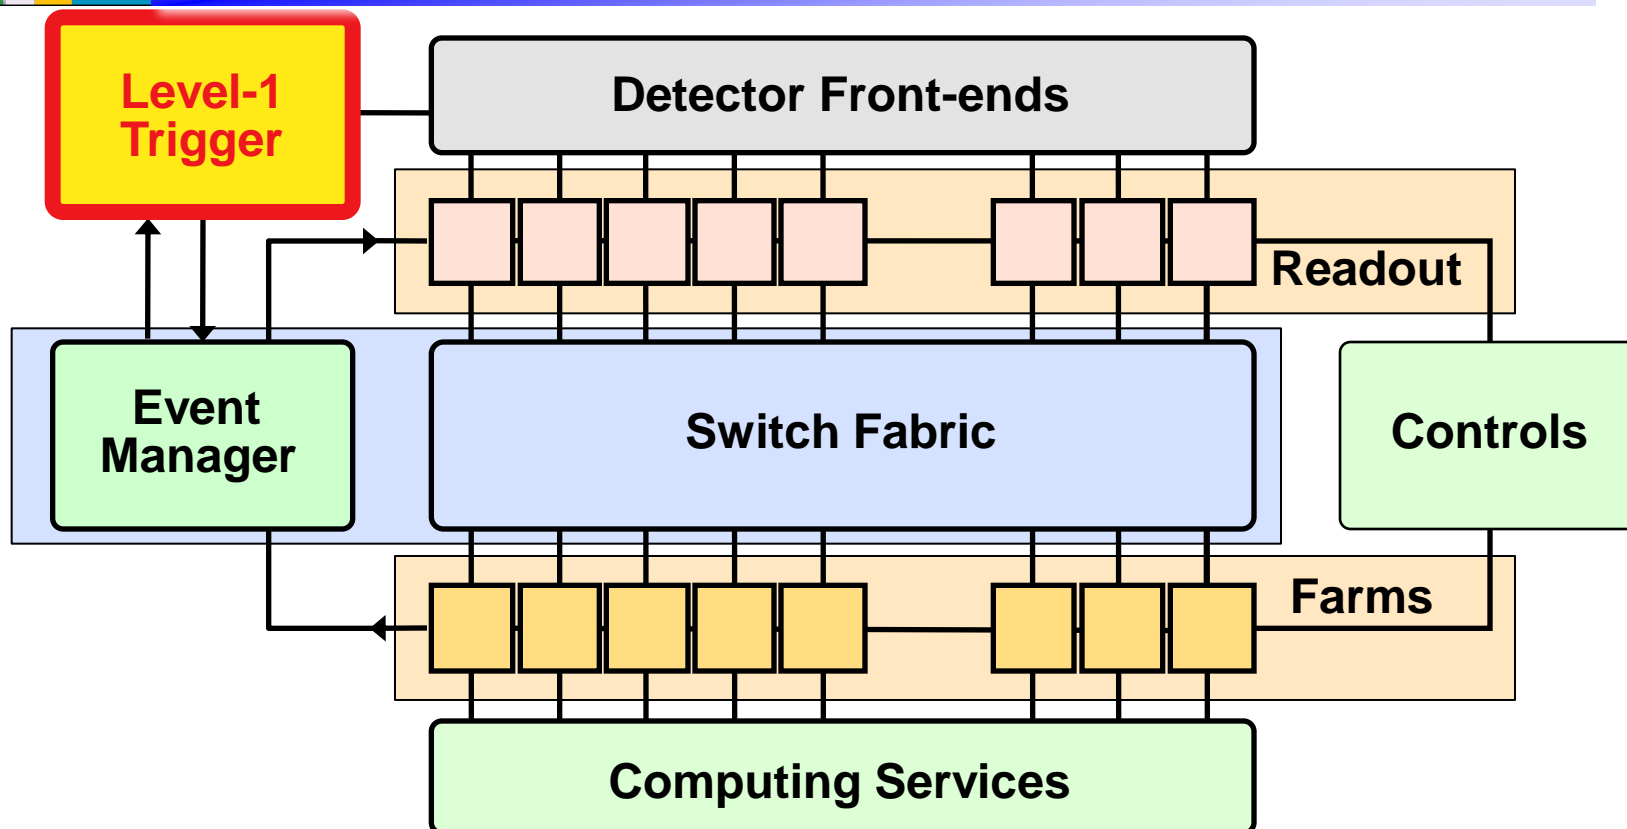 Level-1
Trigger
Detector Front-ends
Readout
Event
Manager
Switch Fabric
Controls
Farms
Computing Services